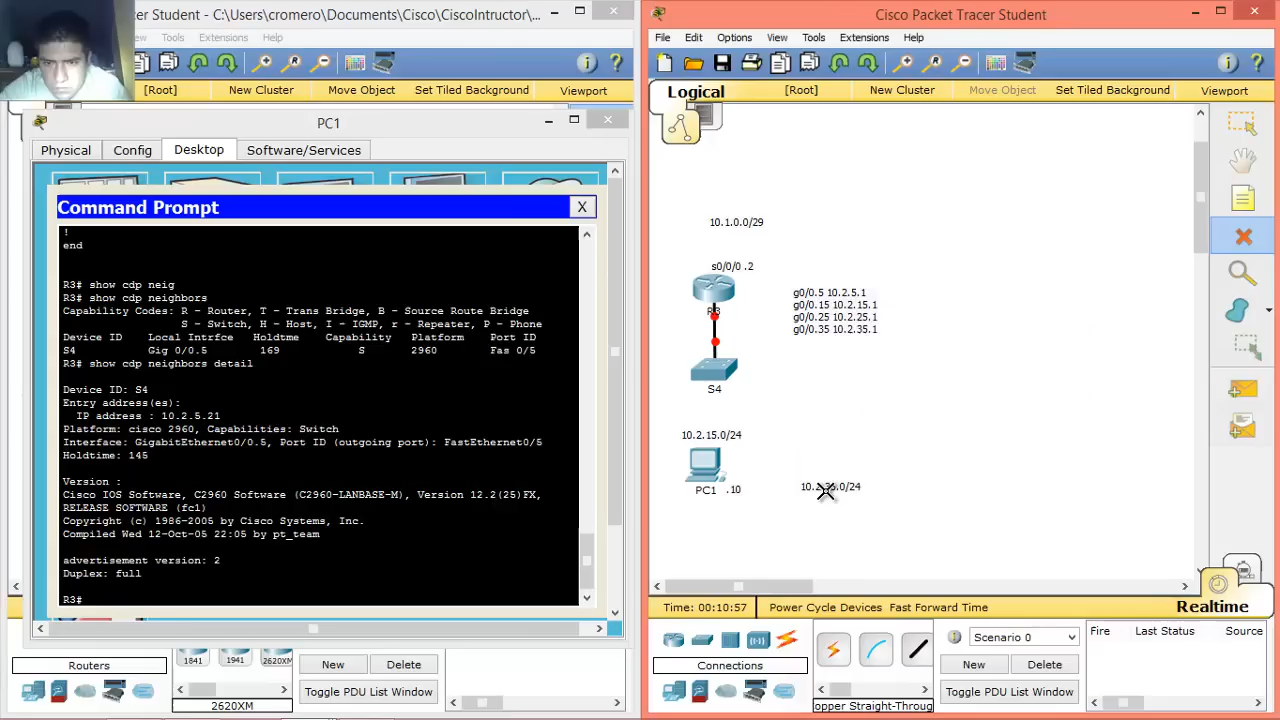 Tracer Student - C:\Users\cromero\Documents\Cisco\CiscoIntructor\...
Tools Extensions Help
[Root] New Cluster Move Object Set Tiled Background Viewport
PC1
Physical Config Desktop Software/Services
Command Prompt X
!
end
R3# show cdp neig
R3# show cdp neighbors
Capability Codes: R - Router, T - Trans Bridge, B - Source Route Bridge
S - Switch, H - Host, I - IGMP, r - Repeater, P - Phone
Device ID Local Intrfce Holdtme Capability Platform Port ID
S4 Gig 0/0.5 169 S 2960 Fas 0/5
R3# show cdp neighbors detail
Device ID: S4
Entry address(es):
IP address : 10.2.5.21
Platform: cisco 2960, Capabilities: Switch
Interface: GigabitEthernet0/0.5, Port ID (outgoing port): FastEthernet0/5
Holdtime: 145
Version :
Cisco IOS Software, C2960 Software (C2960-LANBASE-M), Version 12.2(25)FX,
RELEASE SOFTWARE (fc1)
Copyright (c) 1986-2005 by Cisco Systems, Inc.
Compiled Wed 12-Oct-05 22:05 by pt_team
advertisement version: 2
Duplex: full
R3#
Routers
1841 1941 2620XM
2620XM
New Delete
Toggle PDU List Window
Cisco Packet Tracer Student
File Edit Options View Tools Extensions Help
Logical [Root] New Cluster Move Object Set Tiled Background Viewport
10.1.0.0/29
s0/0/0 .2
R3
g0/0.5 10.2.5.1
g0/0.15 10.2.15.1
g0/0.25 10.2.25.1
g0/0.35 10.2.35.1
S4
10.2.15.0/24
PC1 .10
.0/24
Time: 00:10:57 Power Cycle Devices Fast Forward Time Realtime
Connections
Scenario 0
New Delete
Toggle PDU List Window
Fire Last Status Source
opper Straight-Throug